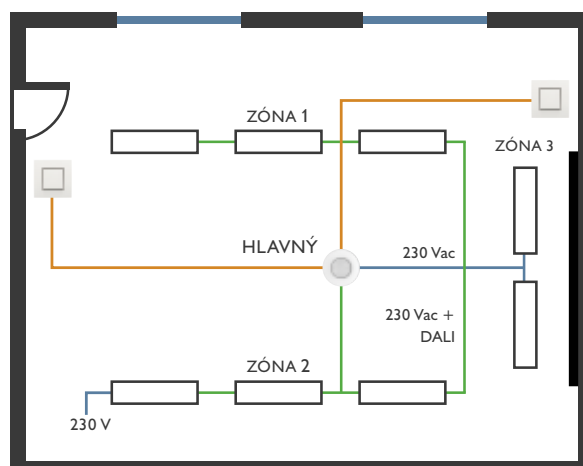 ZÓNA 1
ZÓNA 3
HLAVNÝ
230 Vac
230 Vac +
DALI
ZÓNA 2
230 V